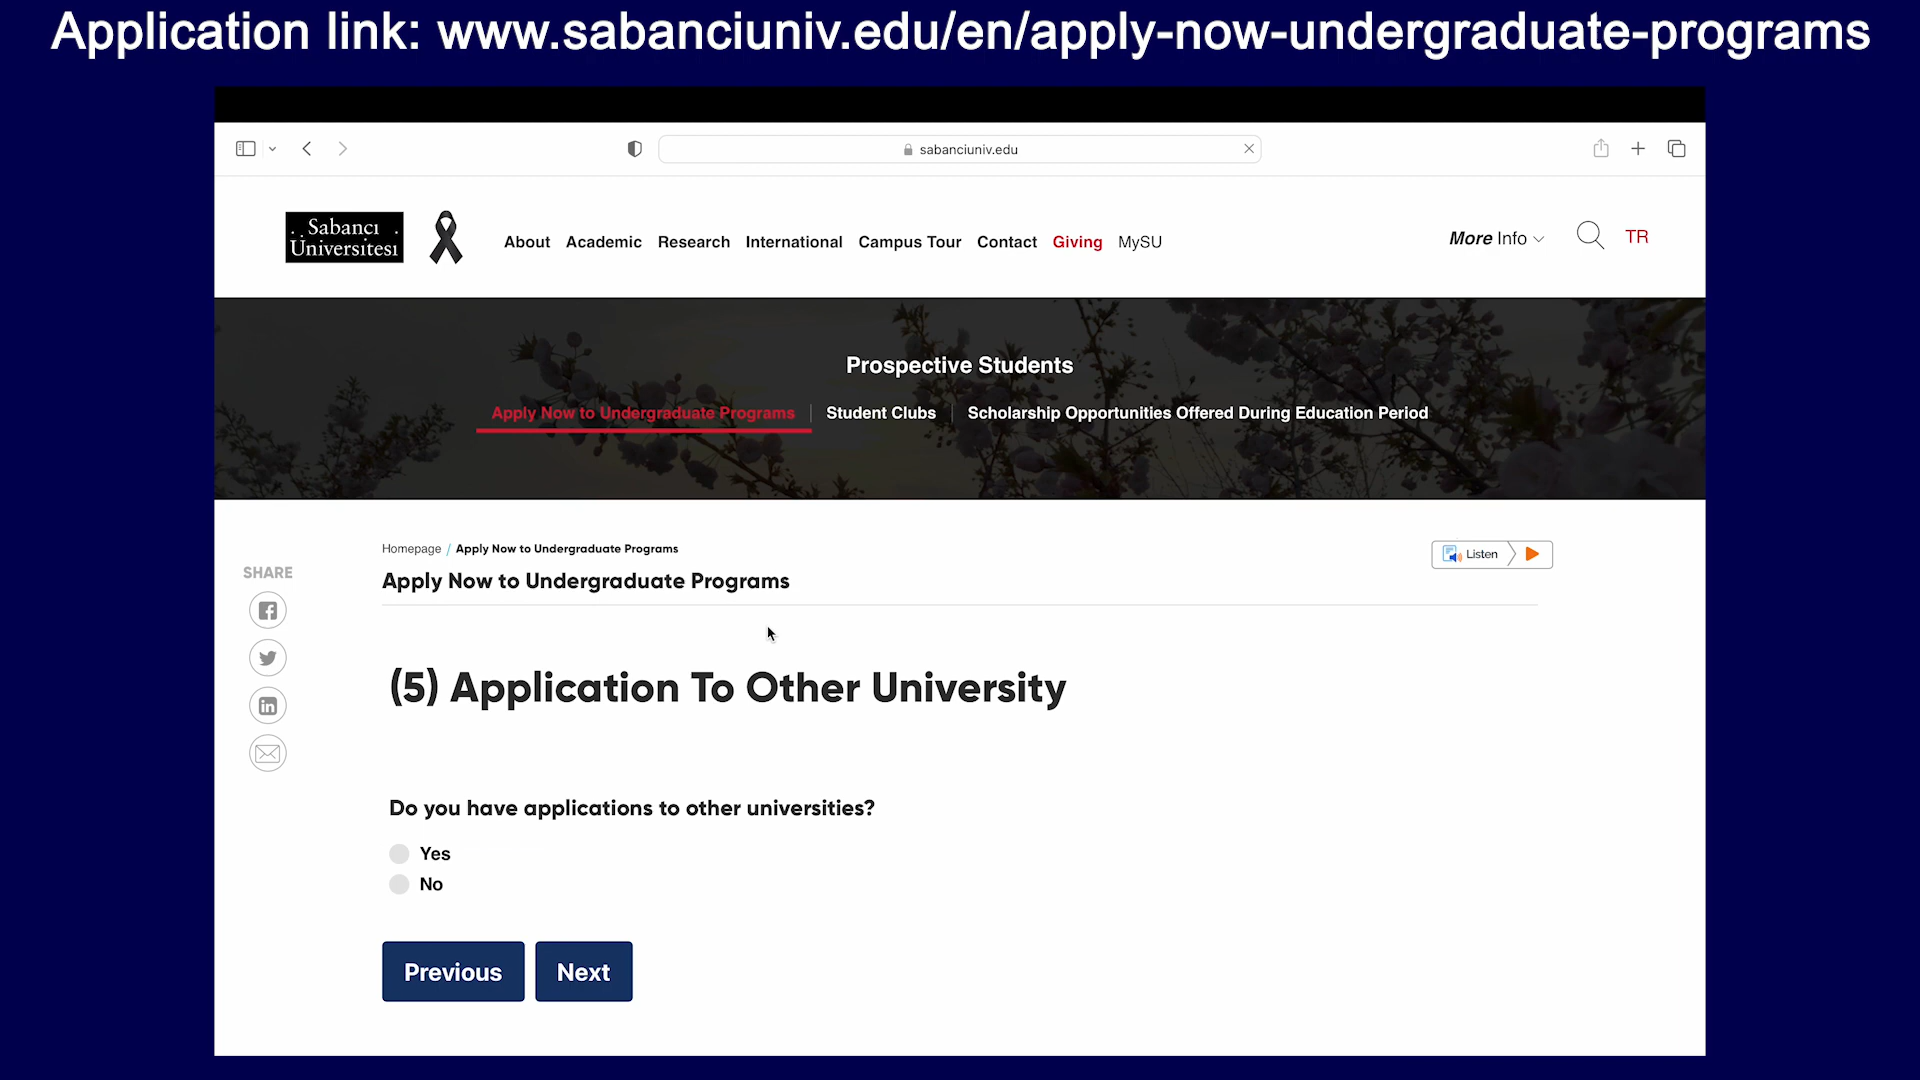 Application link: www.sabanciuniv.edu/en/apply-now-undergraduate-programs
sabanciuniv.edu
Sabancı
Üniversitesi
About Academic Research International Campus Tour Contact Giving MySU
More Info
TR
Prospective Students
Apply Now to Undergraduate Programs Student Clubs Scholarship Opportunities Offered During Education Period
Homepage / Apply Now to Undergraduate Programs
Listen
SHARE
Apply Now to Undergraduate Programs
(5) Application To Other University
Do you have applications to other universities?
Yes
No
Previous Next